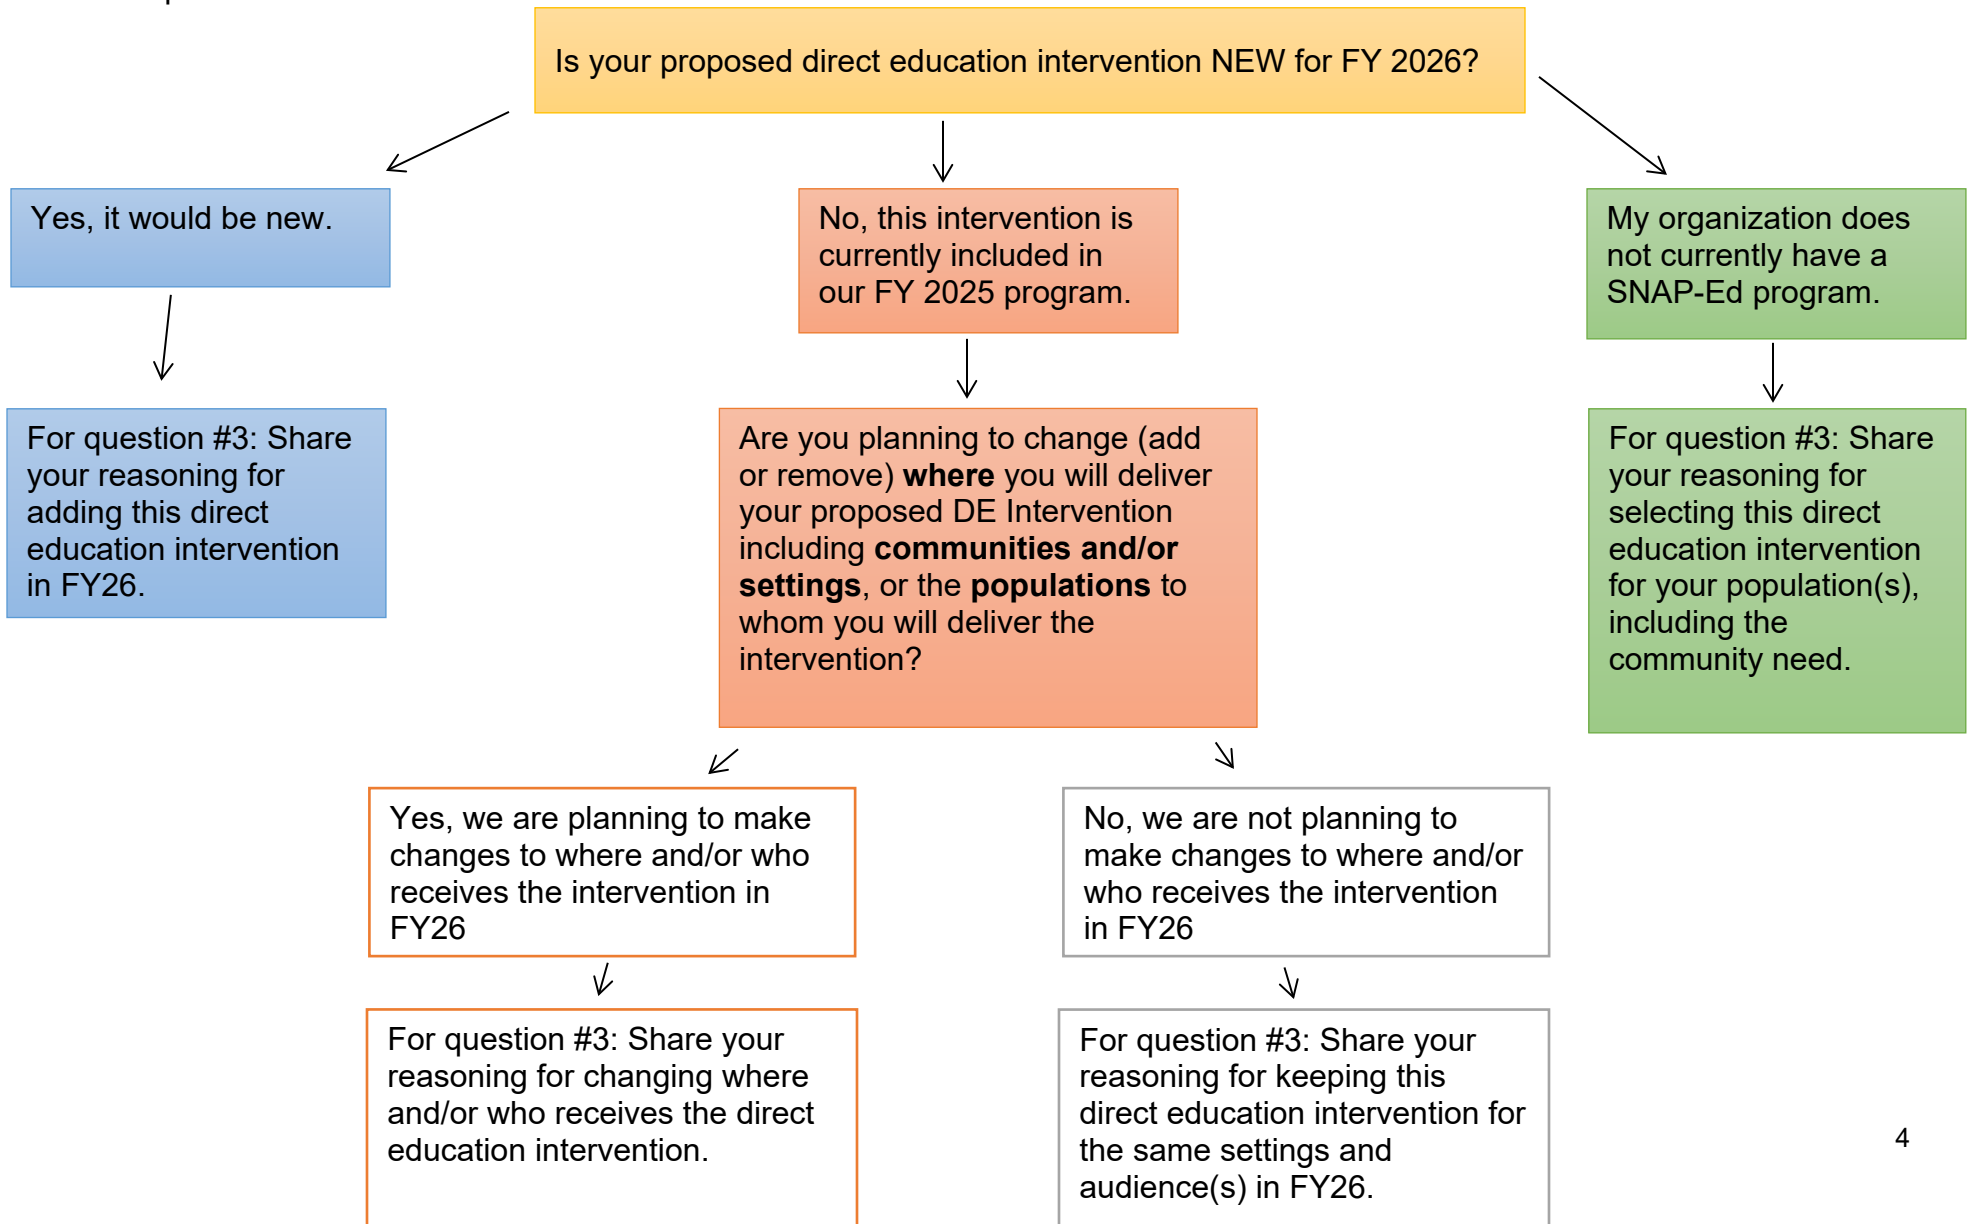 Is your proposed direct education intervention NEW for FY 2026?
Yes, it would be new.
No, this intervention is
currently included in
our FY 2025 program.
My organization does
not currently have a
SNAP-Ed program.
For question #3: Share
your reasoning for
adding this direct
education intervention
in FY26.
Are you planning to change (add
or remove) where you will deliver
your proposed DE Intervention
including communities and/or
settings, or the populations to
whom you will deliver the
intervention?
For question #3: Share
your reasoning for
selecting this direct
education intervention
for your population(s),
including the
community need.
Yes, we are planning to make
changes to where and/or who
receives the intervention in
FY26
No, we are not planning to
make changes to where and/or
who receives the intervention
in FY26
For question #3: Share your
reasoning for changing where
and/or who receives the direct
education intervention.
For question #3: Share your
reasoning for keeping this
direct education intervention for
the same settings and
audience(s) in FY26.
4